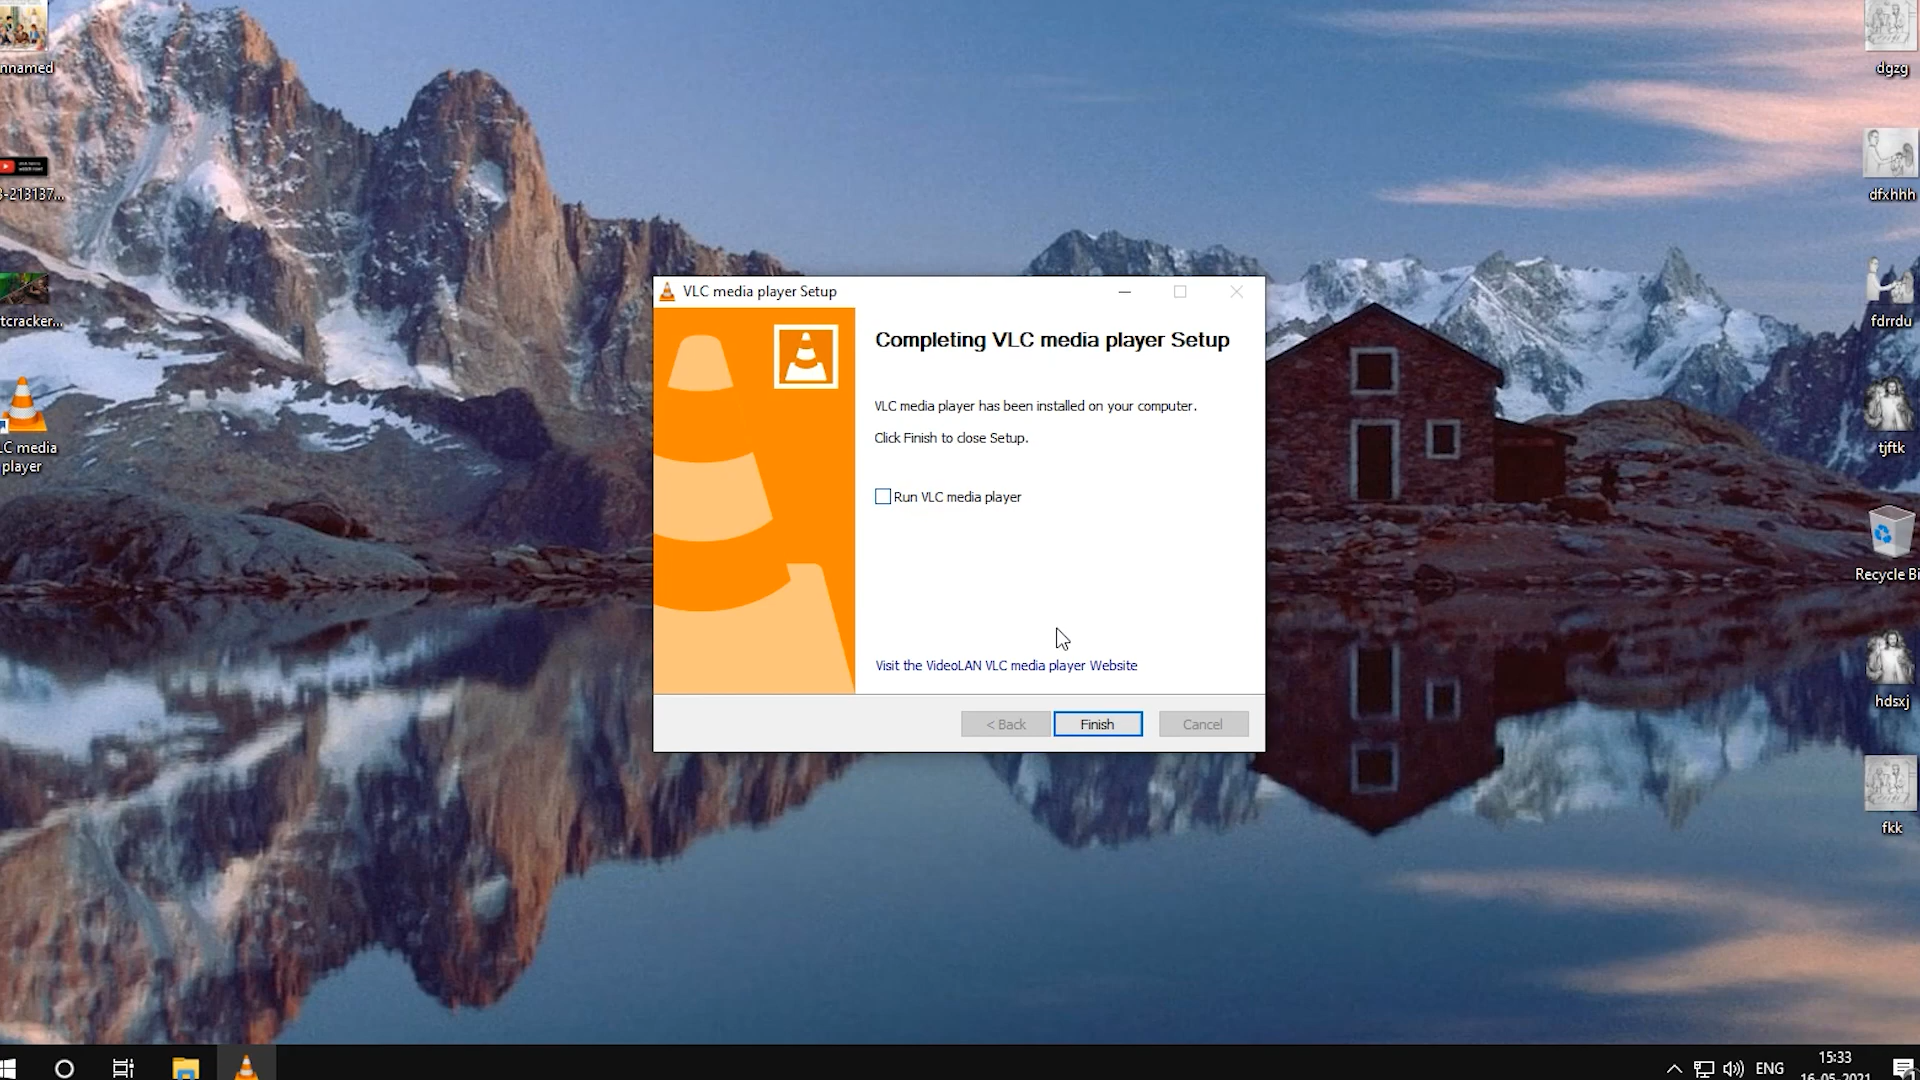 nnamed
3-213137...
tcracker...
LC media
player
VLC media player Setup
Completing VLC media player Setup
VLC media player has been installed on your computer.
Click Finish to close Setup.
Run VLC media player
Visit the VideoLAN VLC media player Website
< Back
Finish
Cancel
dgzg
dfxhhh
fdrrdu
tjftk
Recycle Bi
hdsxj
fkk
ENG
15:33
16-05-2021